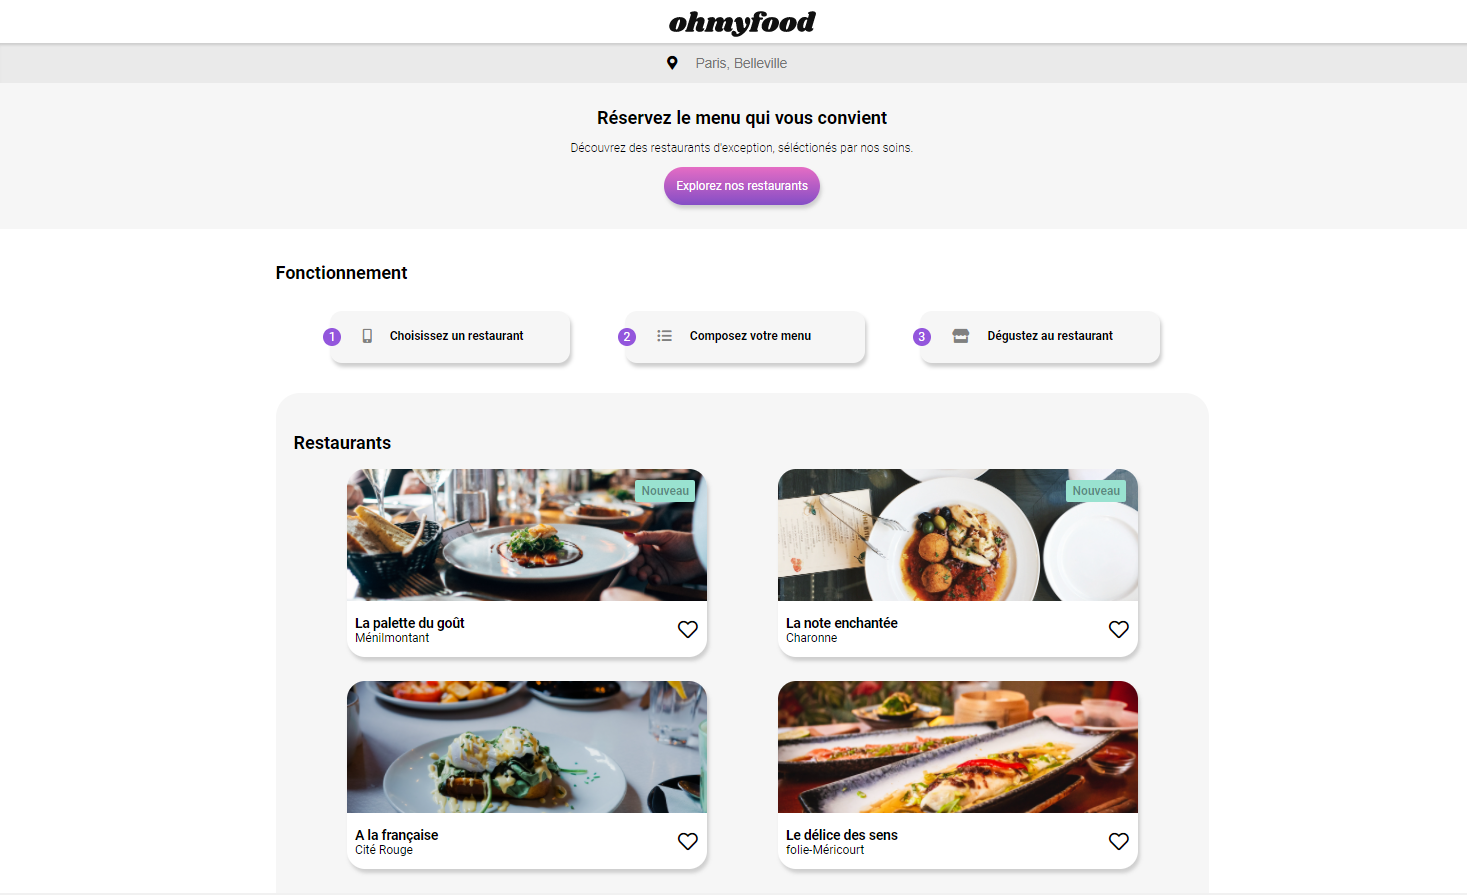 ohmyfood
Paris, Belleville
Réservez le menu qui vous convient
Découvrez des restaurants d'exception, séléctionés par nos soins.
Explorez nos restaurants
Fonctionnement
1 Choisissez un restaurant
2 Composez votre menu
3 Dégustez au restaurant
Restaurants
Nouveau
La palette du goût
Ménilmontant
Nouveau
La note enchantée
Charonne
A la française
Cité Rouge
Le délice des sens
folie-Méricourt